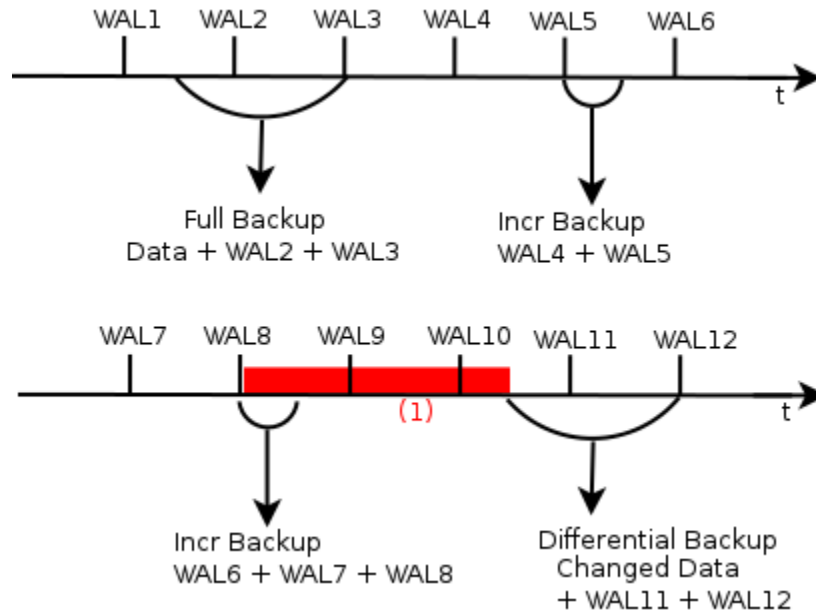 WAL1 WAL2 WAL3 WAL4 WAL5 WAL6
t
Full Backup
Data + WAL2 + WAL3
Incr Backup
WAL4 + WAL5
WAL7 WAL8 WAL9 WAL10 WAL11 WAL12
(1)
t
Incr Backup
WAL6 + WAL7 + WAL8
Differential Backup
Changed Data
+ WAL11 + WAL12